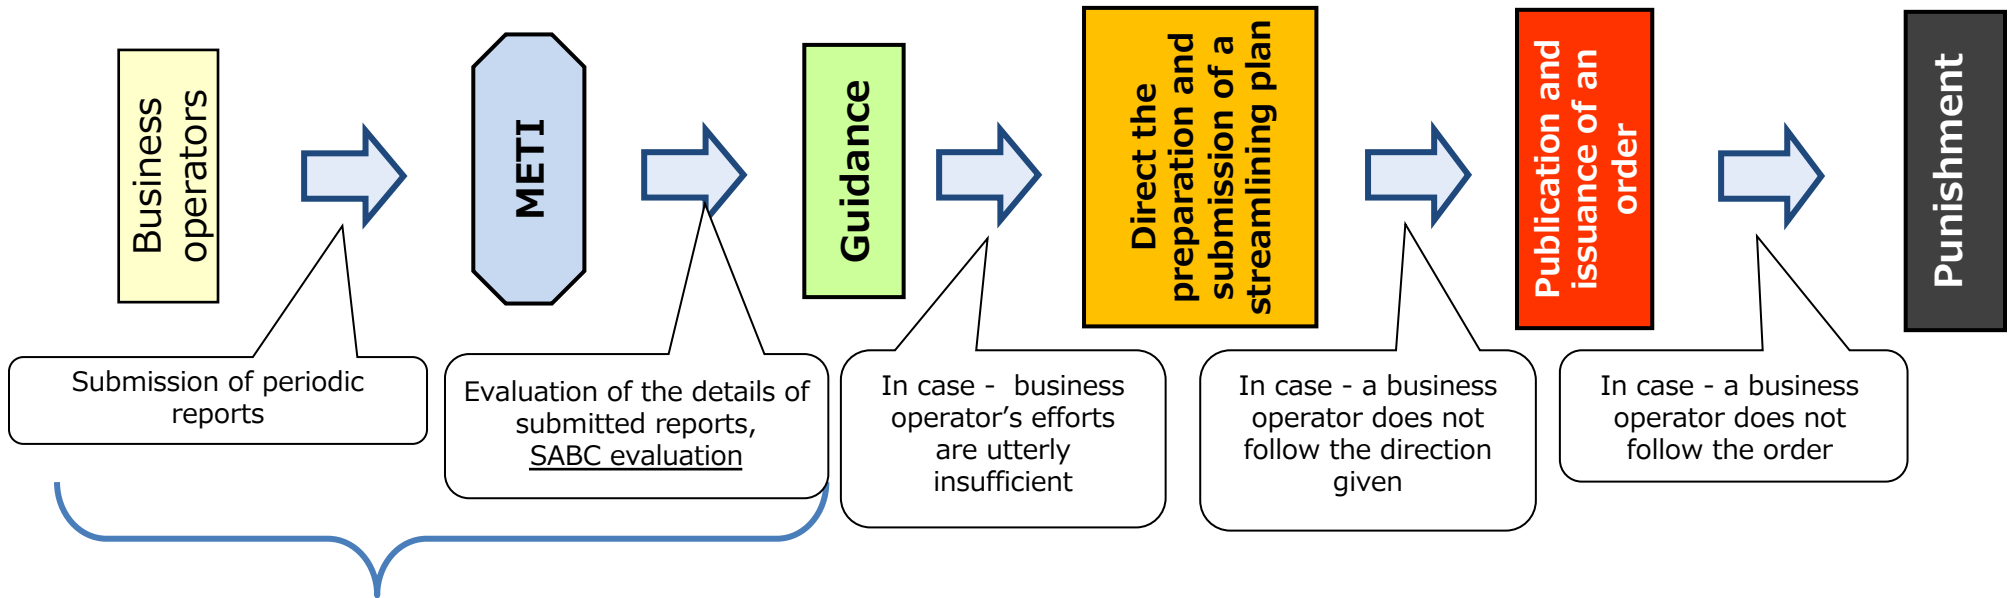 Business
operators
METI
Guidance
Direct the
preparation and
submission of a
streamlining plan
Publication and
issuance of an
order
Punishment
Submission of periodic
reports
Evaluation of the details of
submitted reports,
SABC evaluation
In case -  business
operator’s efforts
are utterly
insufficient
In case - a business
operator does not
follow the direction
given
In case - a business
operator does not
follow the order